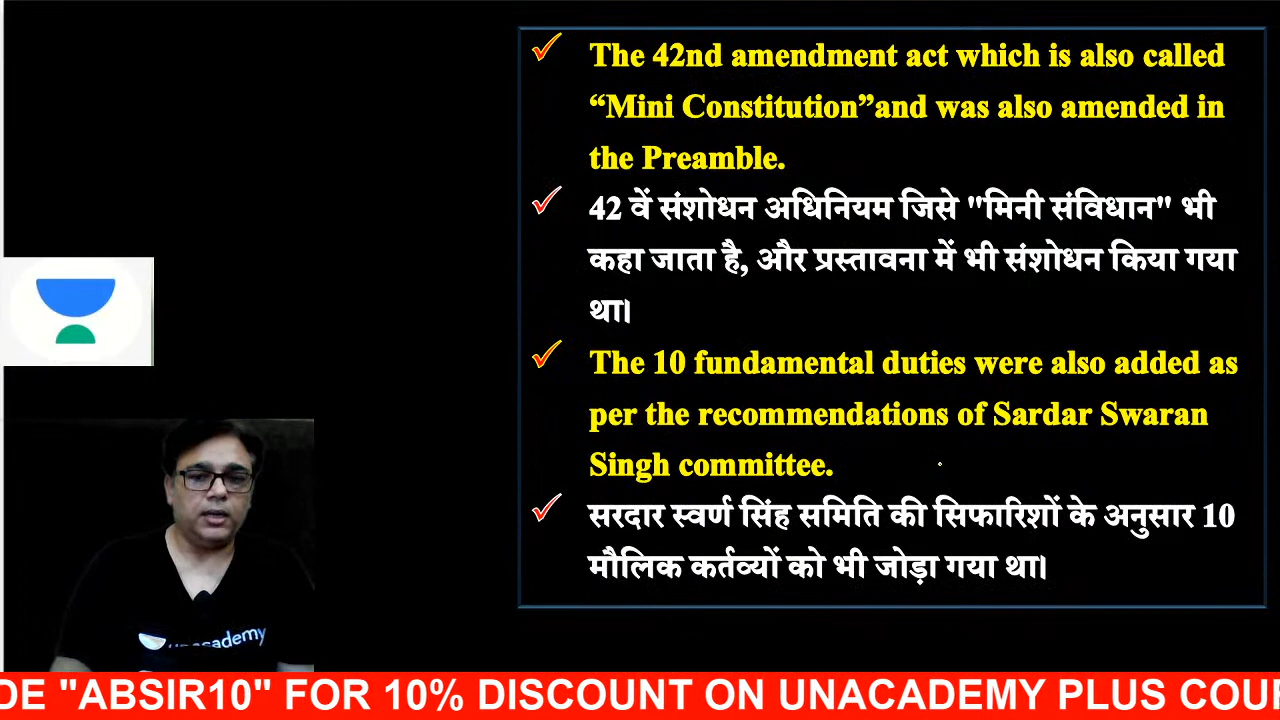 The 42nd amendment act which is also called
“Mini Constitution”and was also amended in
the Preamble.
42 वें संशोधन अधिनियम जिसे "मिनी संविधान" भी
कहा जाता है, और प्रस्तावना में भी संशोधन किया गया
था।
The 10 fundamental duties were also added as
per the recommendations of Sardar Swaran
Singh committee.
सरदार स्वर्ण सिंह समिति की सिफारिशों के अनुसार 10
मौलिक कर्तव्यों को भी जोड़ा गया था।
unacademy
DE "ABSIR10" FOR 10% DISCOUNT ON UNACADEMY PLUS COU